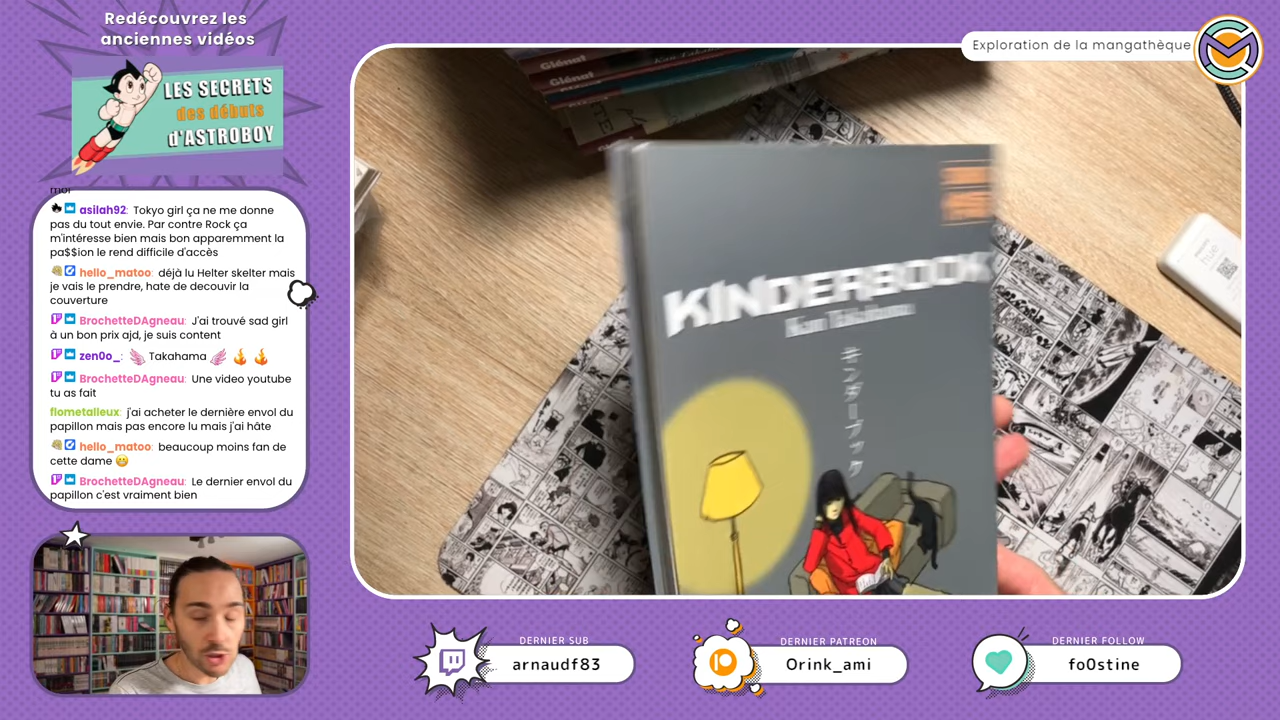 Redécouvrez les
anciennes vidéos
LES SECRETS
des débuts
d'ASTROBOY
moi
asilah92: Tokyo girl ça ne me donne
pas du tout envie. Par contre Rock ça
m'intéresse bien mais bon apparemment la
pa$$ion le rend difficile d'accès
hello_matoo: déjà lu Helter skelter mais
je vais le prendre, hate de decouvir la
couverture
BrochetteDAgneau: J'ai trouvé sad girl
à un bon prix ajd, je suis content
zen0o_: Takahama
BrochetteDAgneau: Une video youtube
tu as fait
flometalleux: j'ai acheter le dernière envol du
papillon mais pas encore lu mais j'ai hâte
hello_matoo: beaucoup moins fan de
cette dame
BrochetteDAgneau: Le dernier envol du
papillon c'est vraiment bien
Exploration de la mangathèque
Glénat
Glénat
KINDERBOOK
Kan Takahama
キンダーブック
DERNIER SUB
arnaudf83
DERNIER PATREON
Orink_ami
DERNIER FOLLOW
fo0stine